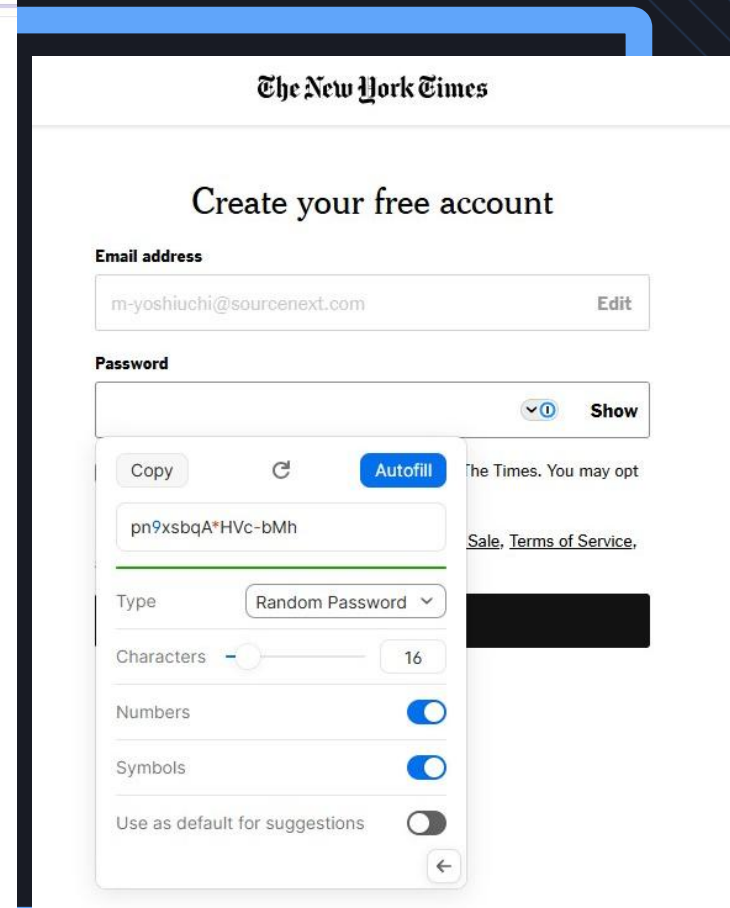 The New York Times
Create your free account
Email address
m-yoshiuchi@sourcenext.com
Edit
Password
Show
Copy
Autofill
The Times. You may opt
pn9xsbqA*HVc-bMh
Sale, Terms of Service,
Type
Random Password
Characters
16
Numbers
Symbols
Use as default for suggestions